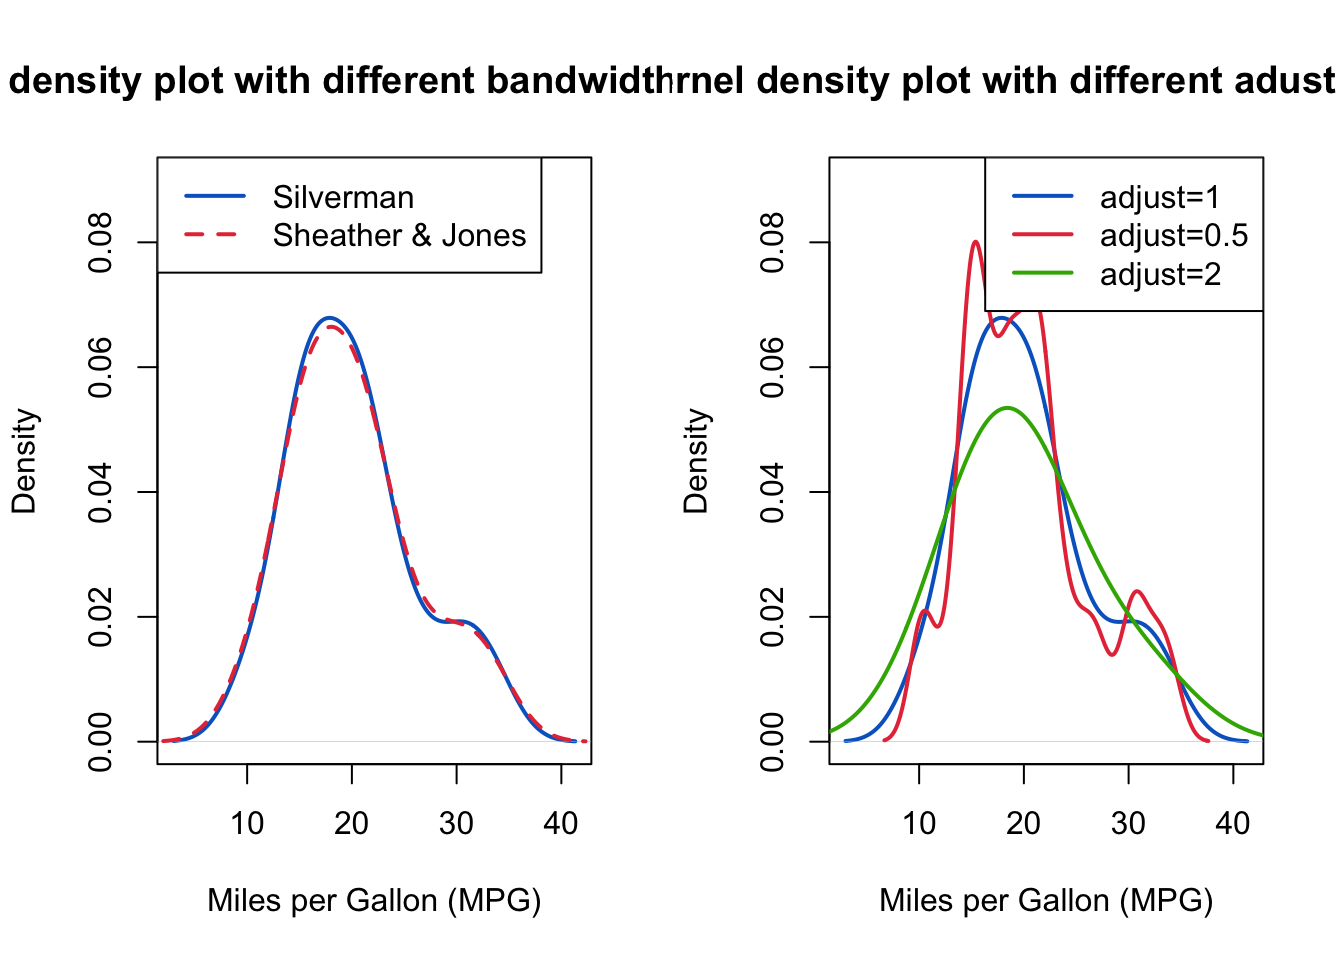 density plot with different bandwidth
Silverman
Sheather & Jones
0.00 0.02 0.04 0.06 0.08
Density
10 20 30 40
Miles per Gallon (MPG)
rnel density plot with different adust
adjust=1
adjust=0.5
adjust=2
0.00 0.02 0.04 0.06 0.08
Density
10 20 30 40
Miles per Gallon (MPG)